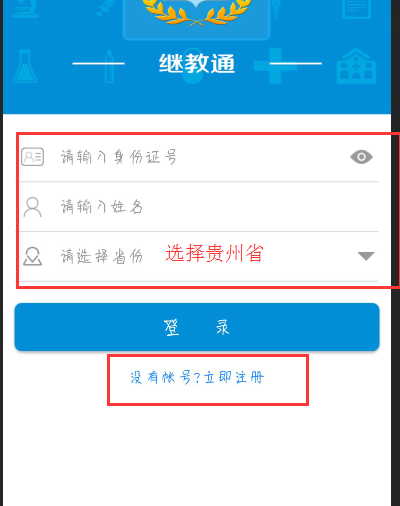 继教通
请输入身份证号
请输入姓名
请选择省份 选择贵州省
登 录
没有帐号?立即注册